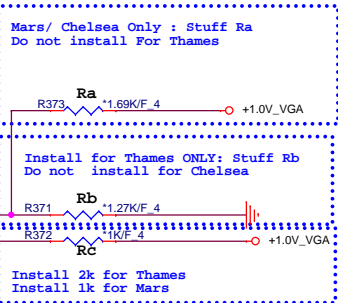 Mars/ Chelsea Only : Stuff Ra
Do not install For Thames
Ra
R373 *1.69K/F_4 +1.0V_VGA
Install for Thames ONLY: Stuff Rb
Do not install for Chelsea
Rb
R371 *1.27K/F_4
R372 *1K/F_4 +1.0V_VGA
Rc
Install 2k for Thames
Install 1k for Mars